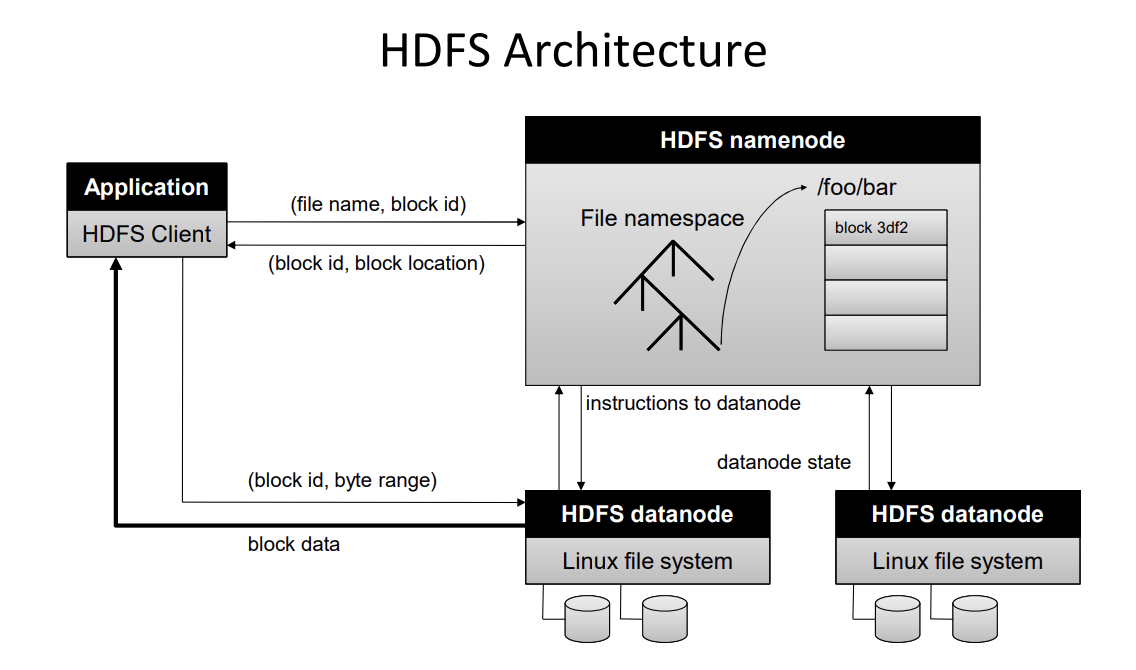 HDFS Architecture
Application
HDFS Client
(file name, block id)
(block id, block location)
HDFS namenode
File namespace
/foo/bar
block 3df2
instructions to datanode
datanode state
(block id, byte range)
block data
HDFS datanode
Linux file system
HDFS datanode
Linux file system